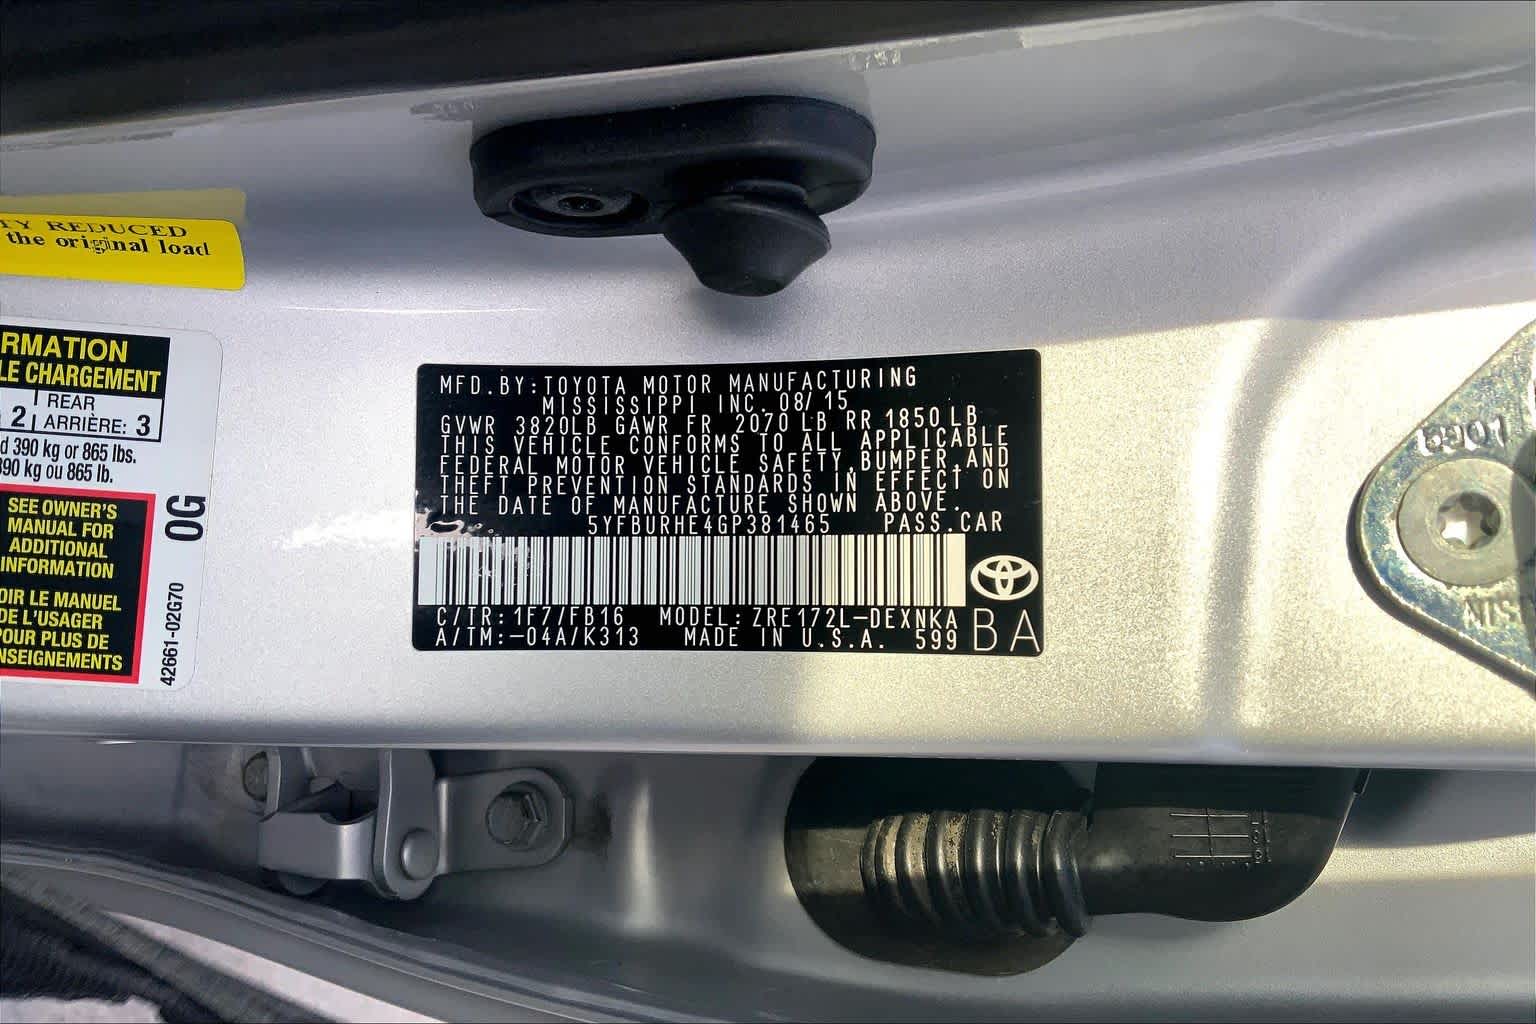 TY REDUCED
the original load
RMATION
LE CHARGEMENT
2
REAR
ARRIÈRE: 3
d 390 kg or 865 lbs.
390 kg ou 865 lb.
SEE OWNER'S
MANUAL FOR
ADDITIONAL
INFORMATION
OIR LE MANUEL
DE L'USAGER
POUR PLUS DE
NSEIGNEMENTS
0G
42661-02G70
MFD.BY:TOYOTA MOTOR MANUFACTURING
MISSISSIPPI INC. 08/15
GVWR 3820LB GAWR FR 2070 LB RR 1850 LB
THIS VEHICLE CONFORMS TO ALL APPLICABLE
FEDERAL MOTOR VEHICLE SAFETY,BUMPER,AND
THEFT PREVENTION STANDARDS IN EFFECT ON
THE DATE OF MANUFACTURE SHOWN ABOVE.
5YFBURHE4GP381465 PASS.CAR
C/TR:1F7/FB16 MODEL:ZRE172L-DEXNKA
A/TM:-04A/K313 MADE IN U.S.A. 599
BA